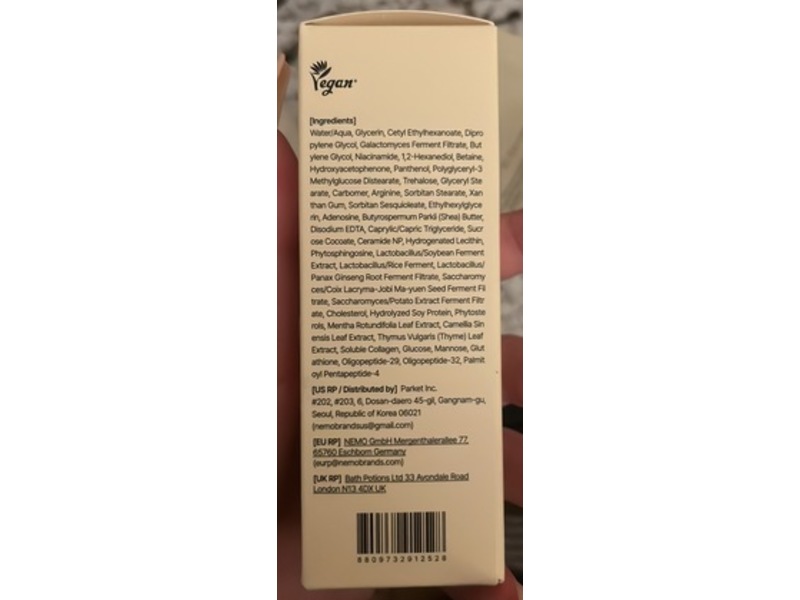 Vegan
[Ingredients]
Water/Aqua, Glycerin, Cetyl Ethylhexanoate, Dipro
pylene Glycol, Galactomyces Ferment Filtrate, But
ylene Glycol, Niacinamide, 1,2-Hexanediol, Betaine,
Hydroxyacetophenone, Panthenol, Polyglyceryl-3
Methylglucose Distearate, Trehalose, Glyceryl Ste
arate, Carbomer, Arginine, Sorbitan Stearate, Xan
than Gum, Sorbitan Sesquioleate, Ethylhexylglyce
rin, Adenosine, Butyrospermum Parkii (Shea) Butter,
Disodium EDTA, Caprylic/Capric Triglyceride, Sucr
ose Cocoate, Ceramide NP, Hydrogenated Lecithin,
Phytosphingosine, Lactobacillus/Soybean Ferment
Extract, Lactobacillus/Rice Ferment, Lactobacillus/
Panax Ginseng Root Ferment Filtrate, Saccharomy
ces/Coix Lacryma-Jobi Ma-yuen Seed Ferment Fil
trate, Saccharomyces/Potato Extract Ferment Filtr
ate, Cholesterol, Hydrolyzed Soy Protein, Phytoste
rols, Mentha Rotundifolia Leaf Extract, Camellia Sin
ensis Leaf Extract, Thymus Vulgaris (Thyme) Leaf
Extract, Soluble Collagen, Glucose, Mannose, Glut
athione, Oligopeptide-29, Oligopeptide-32, Palmit
oyl Pentapeptide-4
[US RP / Distributed by] Parket Inc.
#202, #203, 6, Dosan-daero 45-gil, Gangnam-gu,
Seoul, Republic of Korea 06021
(nemobrandsus@gmail.com)
[EU RP] NEMO GmbH Mergenthalerallee 77,
65760 Eschborn Germany
(eurp@nemobrands.com)
[UK RP] Bath Potions Ltd 33 Avondale Road
London N13 4DX UK
8809732912528